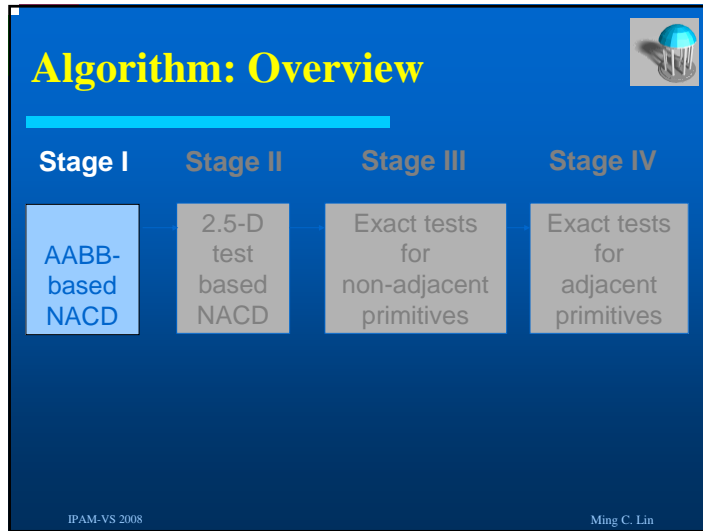 Algorithm: Overview
Stage I
Stage II
Stage III
Stage IV
AABB-
based
NACD
2.5-D
test
based
NACD
Exact tests
for
non-adjacent
primitives
Exact tests
for
adjacent
primitives
IPAM-VS 2008
Ming C. Lin